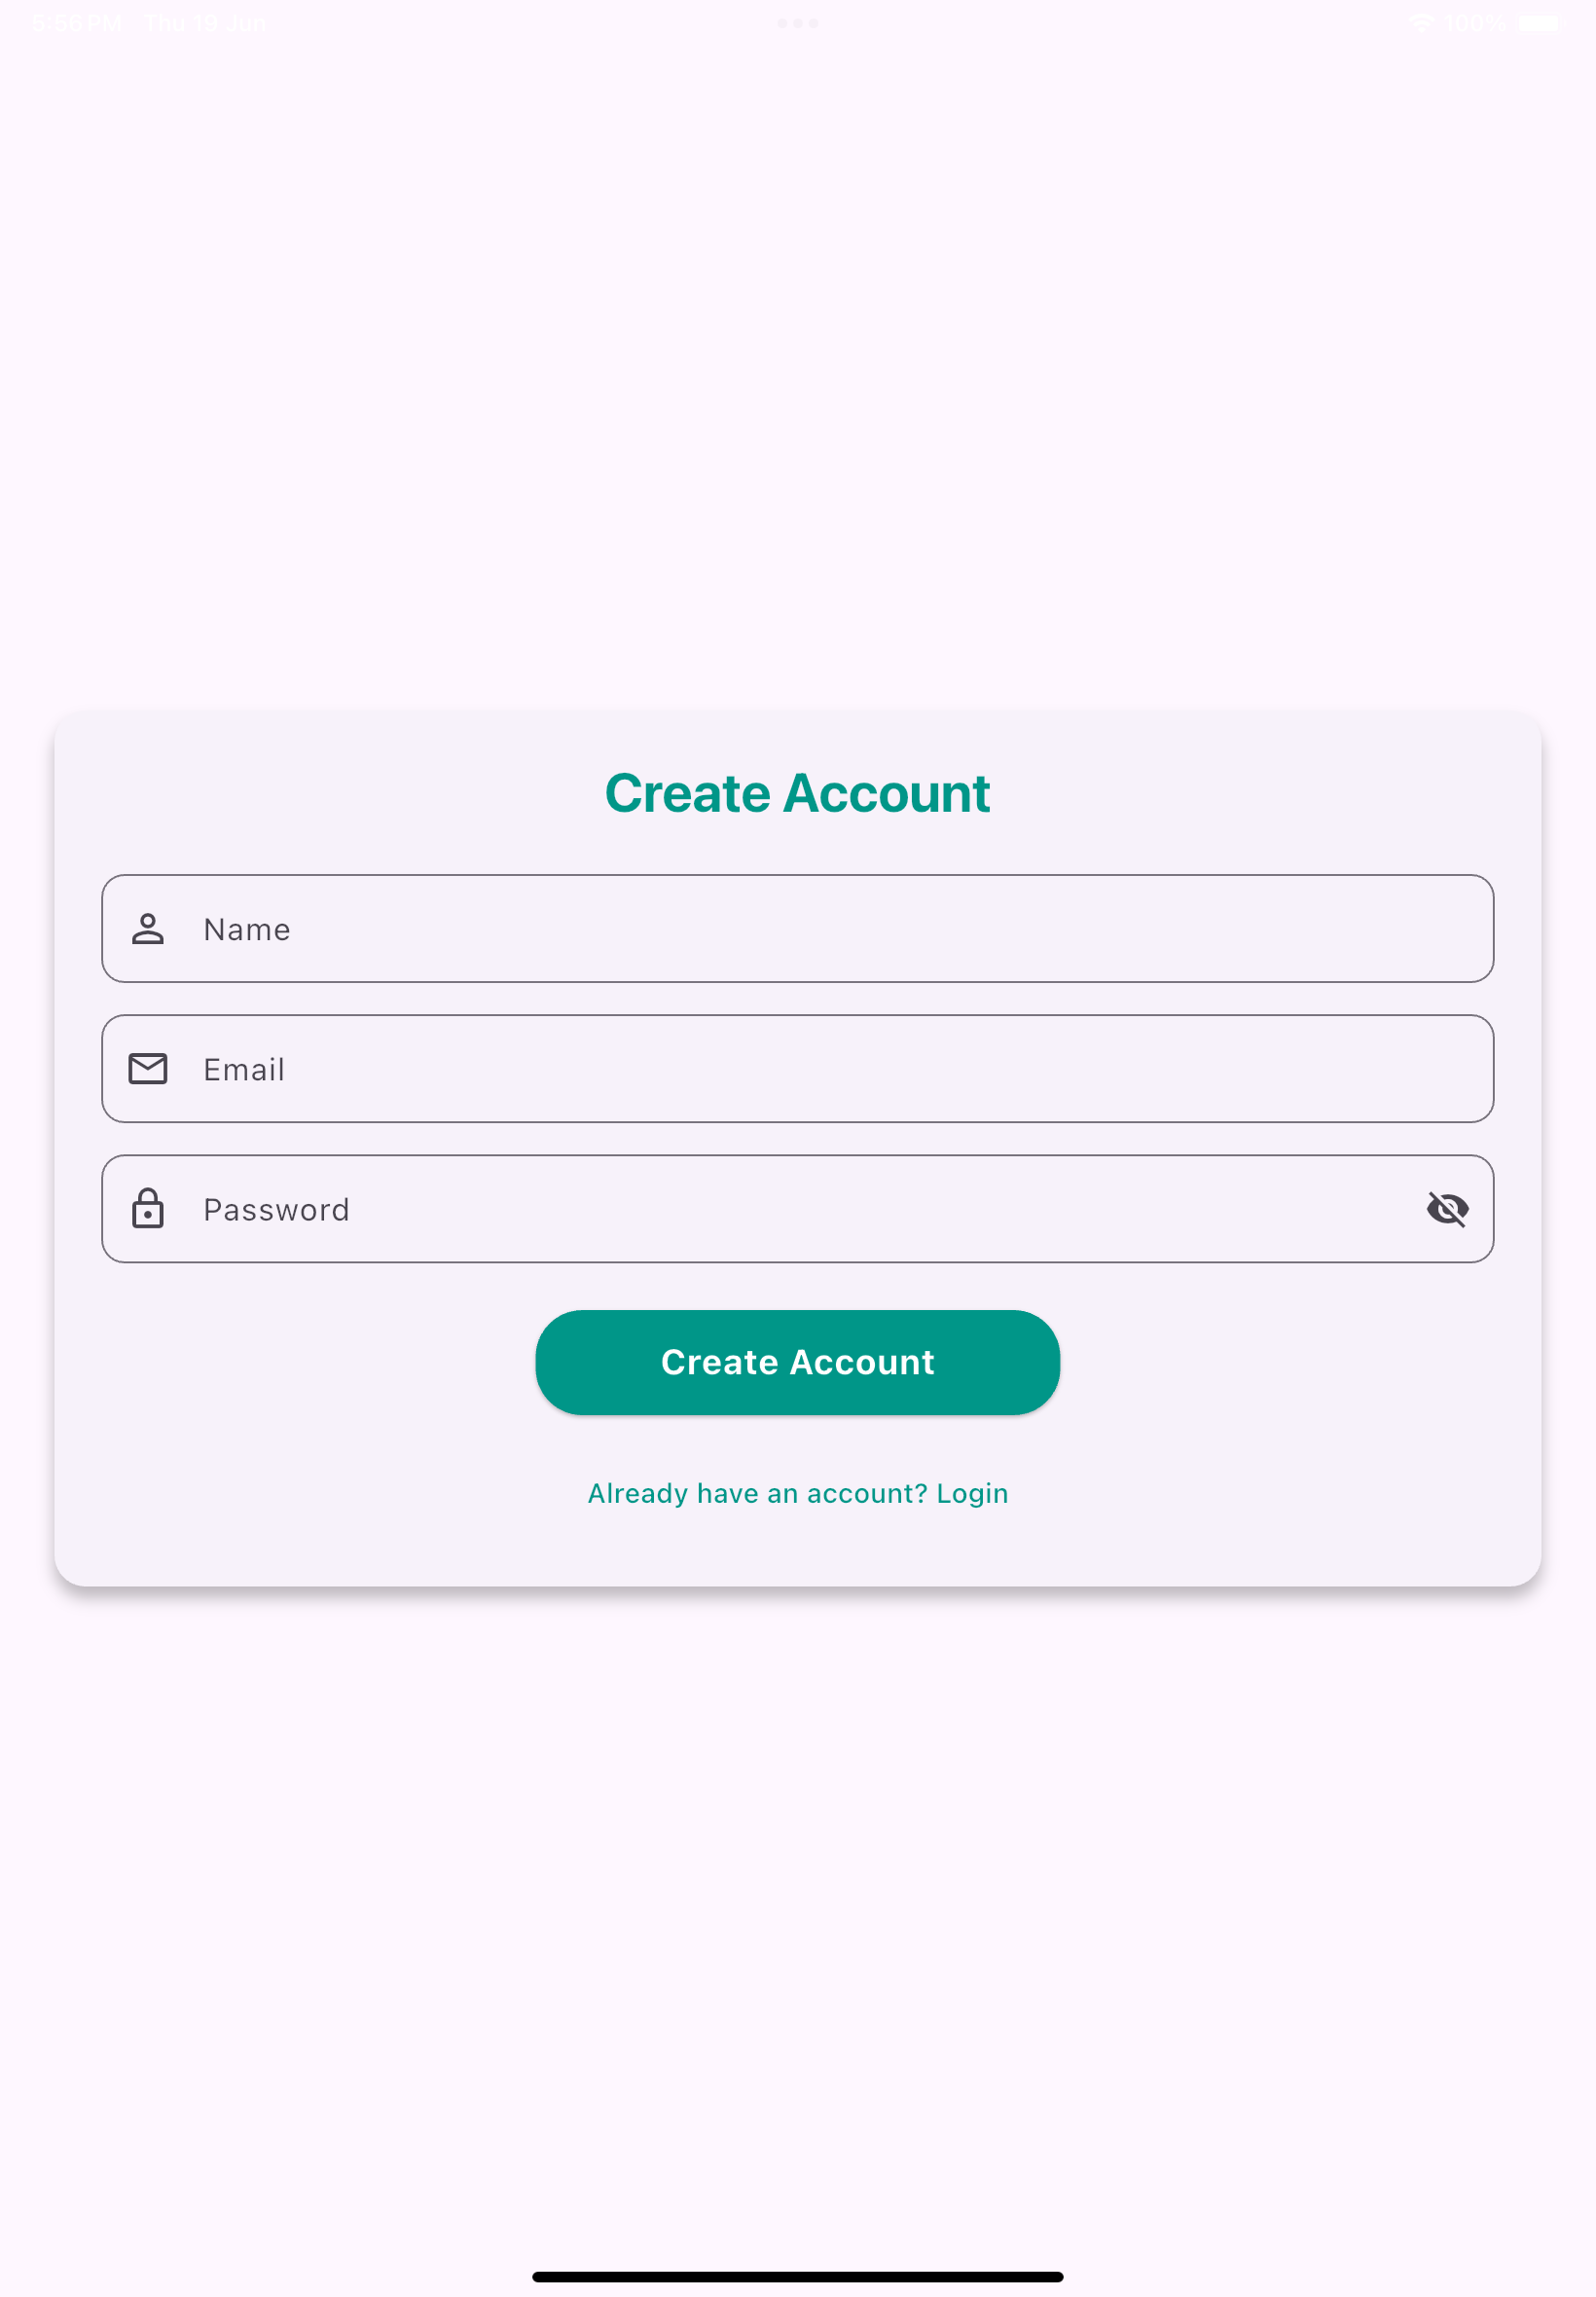 5:56 PM Thu 19 Jun
100%
Create Account
Name
Email
Password
Create Account
Already have an account? Login